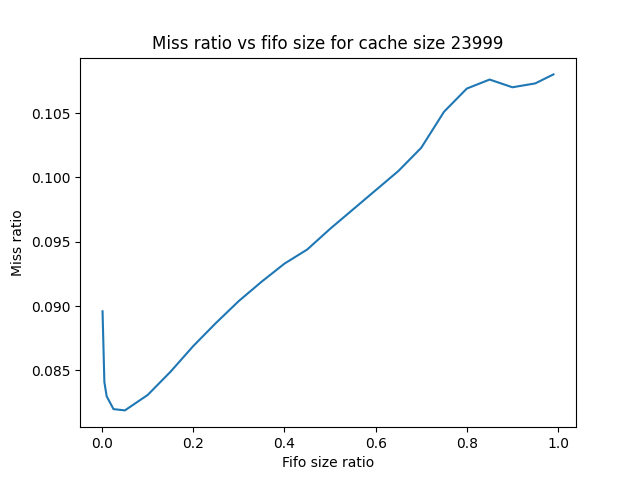 Miss ratio vs fifo size for cache size 23999
0.105
0.100
0.095
0.090
0.085
Miss ratio
0.0 0.2 0.4 0.6 0.8 1.0
Fifo size ratio